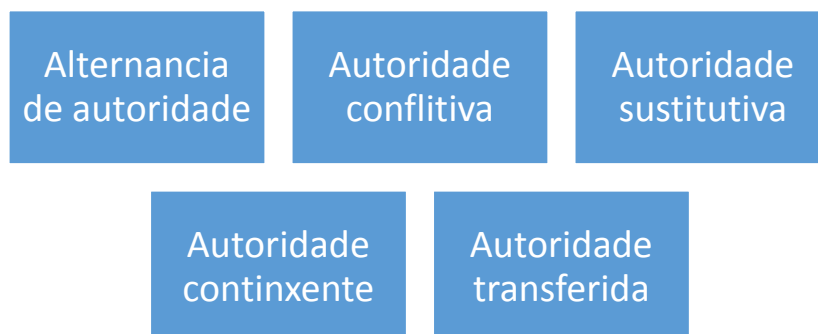 Alternancia
de autoridade
Autoridade
conflitiva
Autoridade
sustitutiva
Autoridade
continxente
Autoridade
transferida